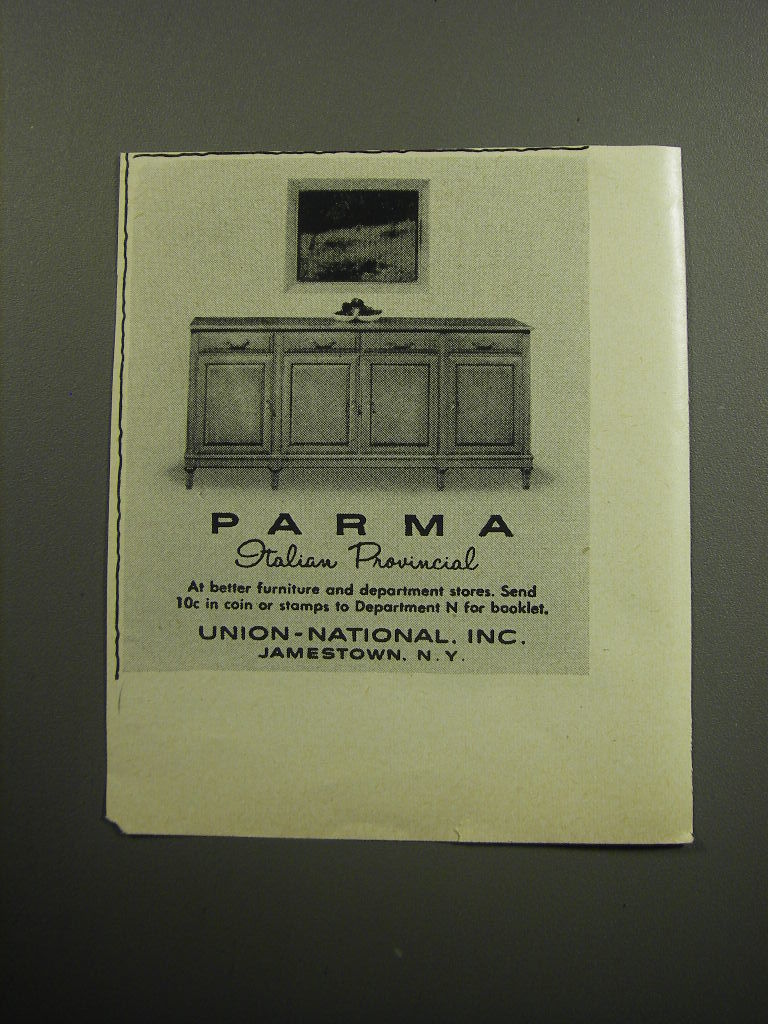 PARMA
Italian Provincial
At better furniture and department stores. Send
10c in coin or stamps to Department N for booklet.
UNION-NATIONAL, INC.
JAMESTOWN, N.Y.